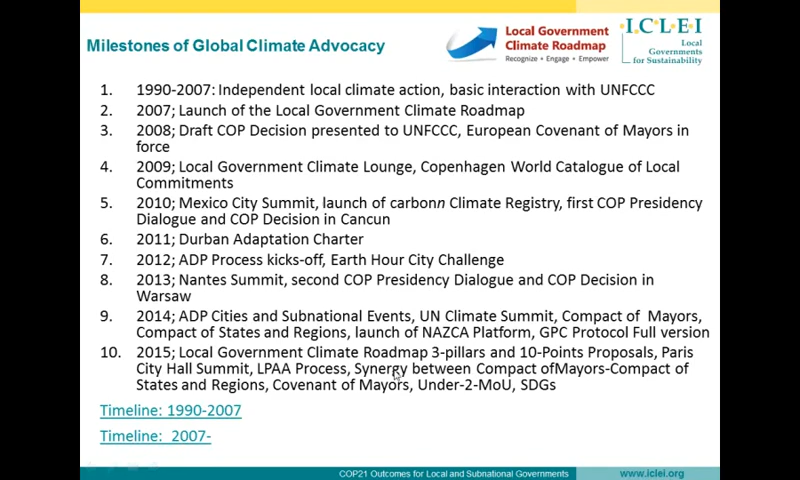 Milestones of Global Climate Advocacy
Local Government
Climate Roadmap
Recognize • Engage • Empower
I.C.L.E.I
Local
Governments
for Sustainability
1. 1990-2007: Independent local climate action, basic interaction with UNFCCC
2. 2007; Launch of the Local Government Climate Roadmap
3. 2008; Draft COP Decision presented to UNFCCC, European Covenant of Mayors in
force
4. 2009; Local Government Climate Lounge, Copenhagen World Catalogue of Local
Commitments
5. 2010; Mexico City Summit, launch of carbonn Climate Registry, first COP Presidency
Dialogue and COP Decision in Cancun
6. 2011; Durban Adaptation Charter
7. 2012; ADP Process kicks-off, Earth Hour City Challenge
8. 2013; Nantes Summit, second COP Presidency Dialogue and COP Decision in
Warsaw
9. 2014; ADP Cities and Subnational Events, UN Climate Summit, Compact of Mayors,
Compact of States and Regions, launch of NAZCA Platform, GPC Protocol Full version
10. 2015; Local Government Climate Roadmap 3-pillars and 10-Points Proposals, Paris
City Hall Summit, LPAA Process, Synergy between Compact ofMayors-Compact of
States and Regions, Covenant of Mayors, Under-2-MoU, SDGs
Timeline: 1990-2007
Timeline: 2007-
COP21 Outcomes for Local and Subnational Governments
www.iclei.org